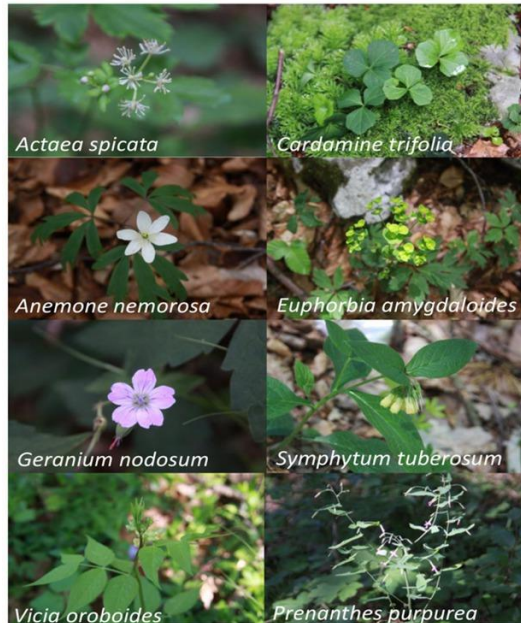 Actaea spicata
Cardamine trifolia
Anemone nemorosa
Euphorbia amygdaloides
Geranium nodosum
Symphytum tuberosum
Vicia oroboides
Prenanthes purpurea